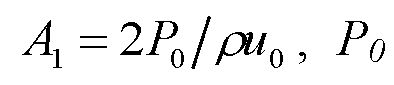 A₁ = 2P₀/ρu₀ , P₀